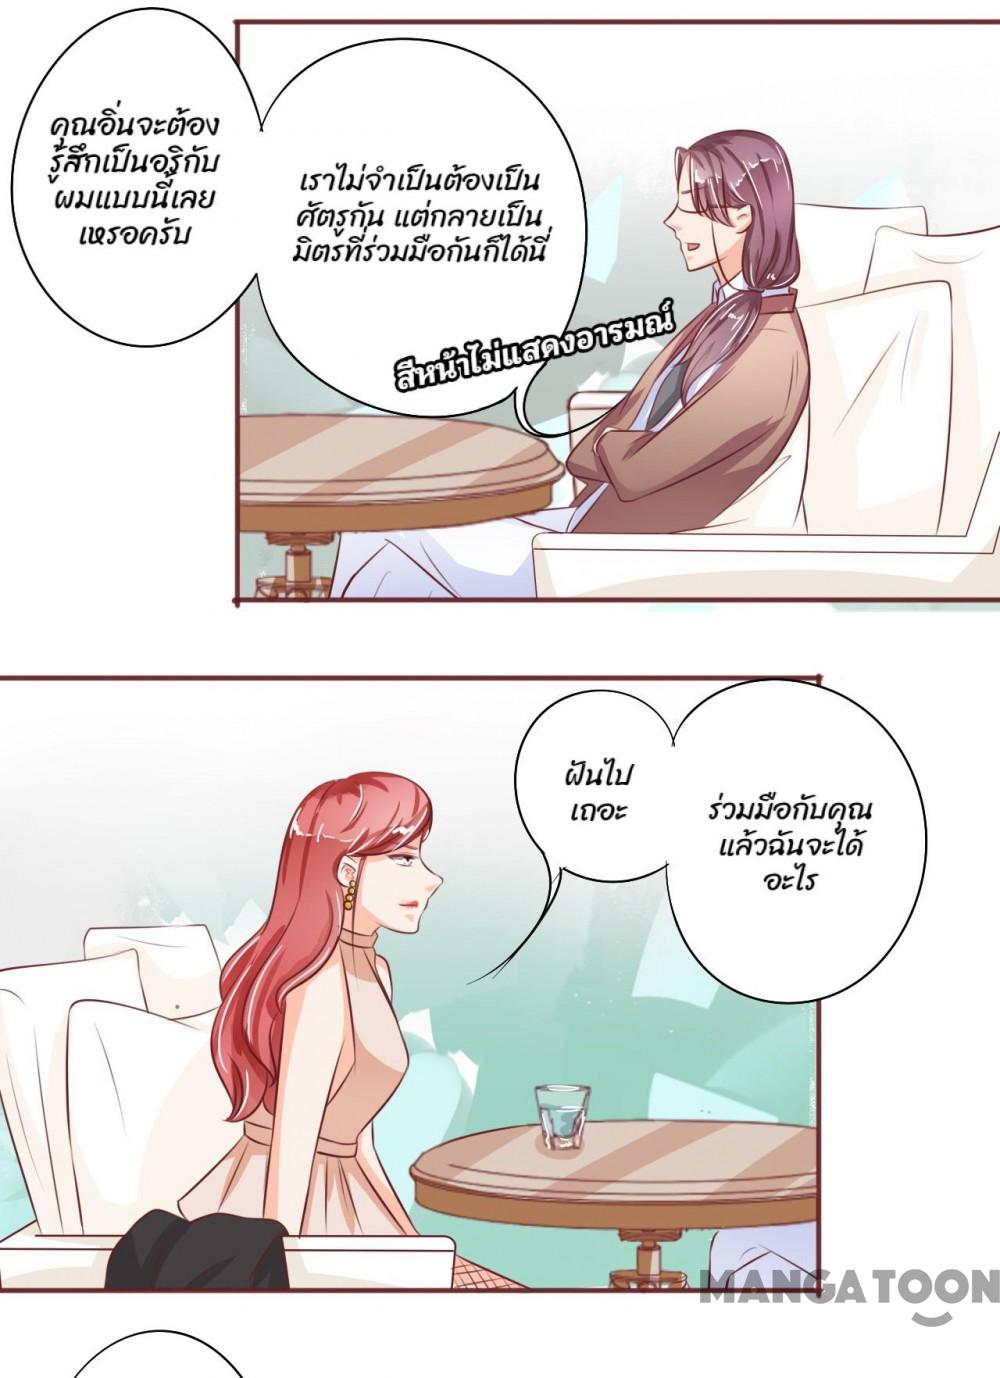 คุณอิ่นจะต้อง
รู้สึกเป็นอริกับ
ผมแบบนี้เลย
เหรอครับ
เราไม่จำเป็นต้องเป็น
ศัตรูกัน แต่กลายเป็น
มิตรที่ร่วมมือกันก็ได้นี่
สีหน้าไม่แสดงอารมณ์
ฝันไป
เถอะ
ร่วมมือกับคุณ
แล้วฉันจะได้
อะไร
MANGATOON